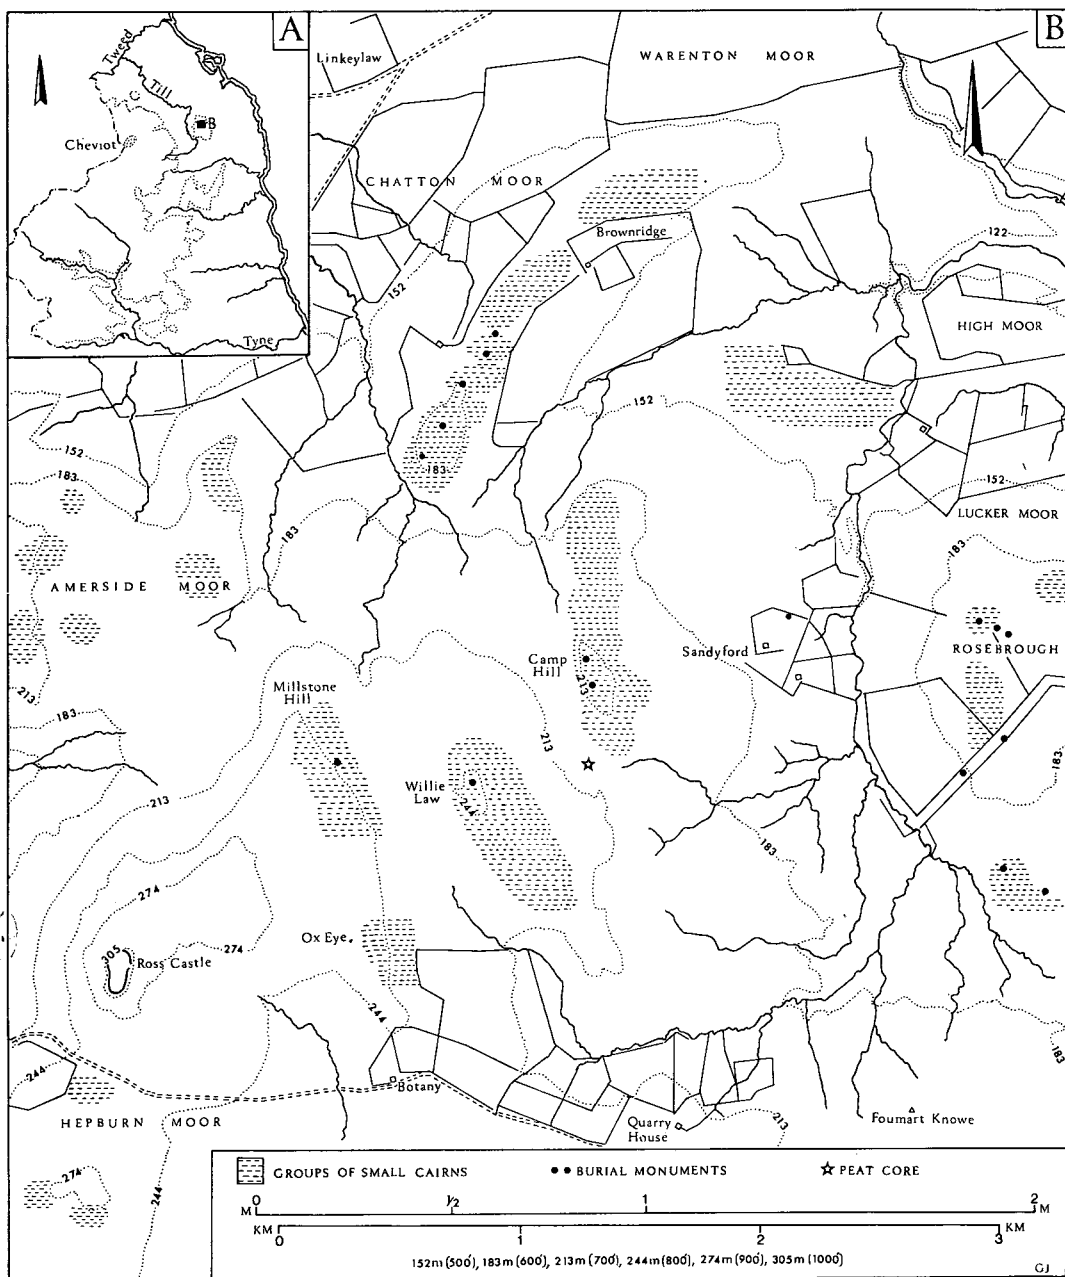 A
B
Tweed
Till
B
Cheviot
Tyne
Linkeylaw
WARENTON MOOR
CHATTON MOOR
Brownridge
122
152
HIGH MOOR
152
183
152
183
152
LUCKER MOOR
183
183
AMERSIDE MOOR
213
183
Sandyford
ROSEBROUGH
Camp
Hill
213
Millstone
Hill
213
213
183
Willie
Law
244
183
274
305
Ross Castle
274
Ox Eye
244
183
244
Botany
HEPBURN MOOR
Quarry
House
213
Foumart Knowe
274
244
GROUPS OF SMALL CAIRNS
BURIAL MONUMENTS
PEAT CORE
M 0 ½ 1 2 M
KM 1 2 3 KM
152m (500'), 183m (600'), 213m (700'), 244m (800'), 274m (900'), 305m (1000')
GJ